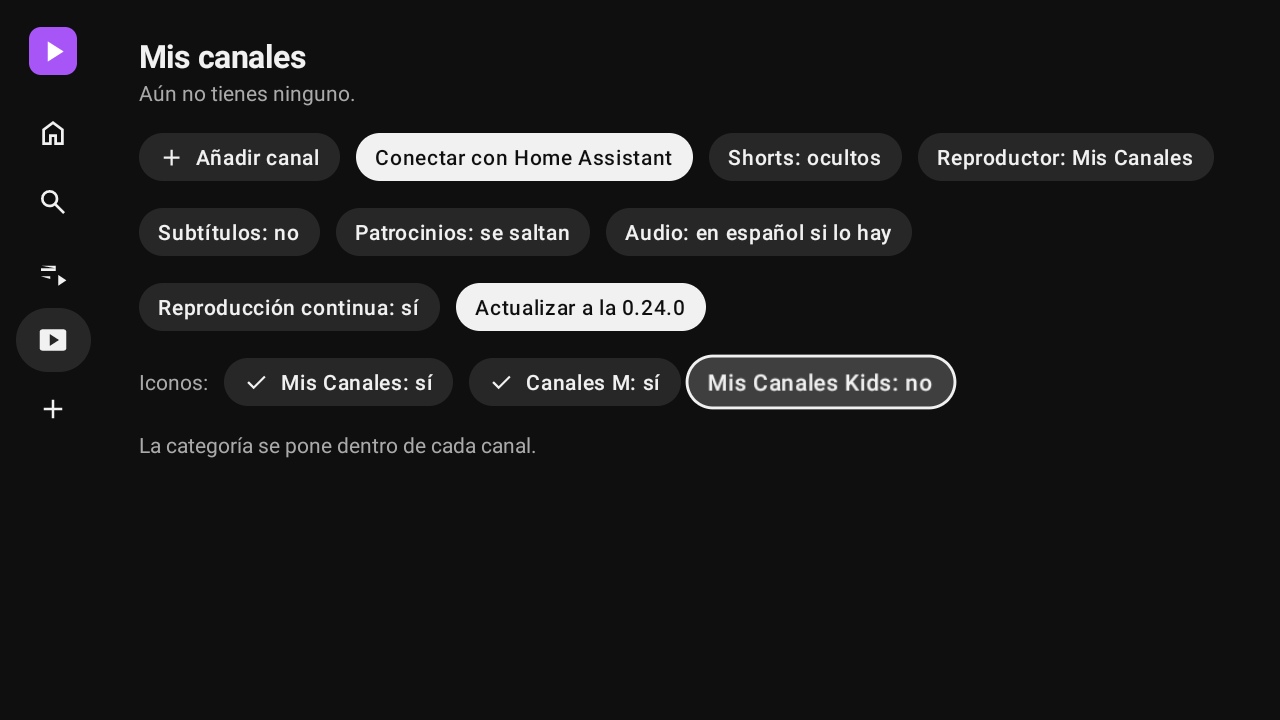 Mis canales
Aún no tienes ninguno.
Añadir canal
Conectar con Home Assistant
Shorts: ocultos
Reproductor: Mis Canales
Subtítulos: no
Patrocinios: se saltan
Audio: en español si lo hay
Reproducción continua: sí
Actualizar a la 0.24.0
Iconos:
Mis Canales: sí
Canales M: sí
Mis Canales Kids: no
La categoría se pone dentro de cada canal.